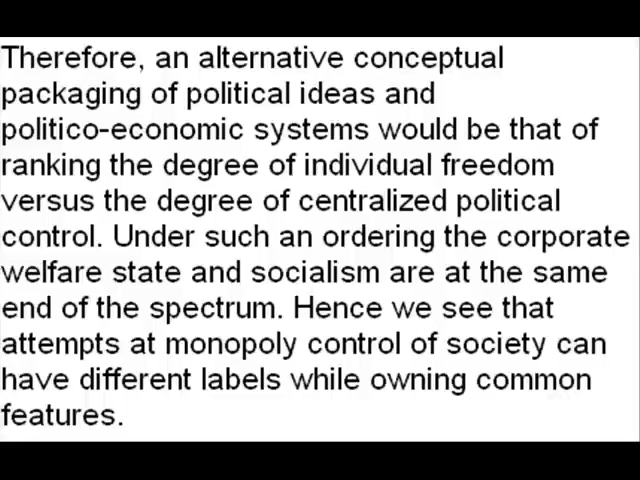 Therefore, an alternative conceptual
packaging of political ideas and
politico-economic systems would be that of
ranking the degree of individual freedom
versus the degree of centralized political
control. Under such an ordering the corporate
welfare state and socialism are at the same
end of the spectrum. Hence we see that
attempts at monopoly control of society can
have different labels while owning common
features.